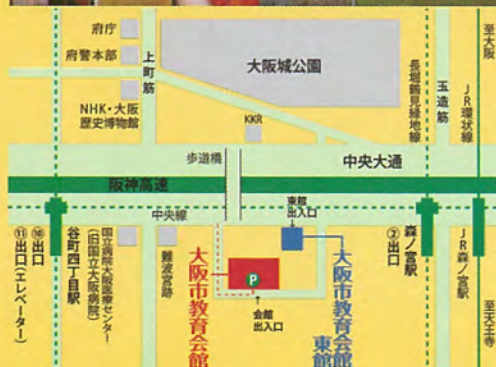 府庁
府警本部
上町筋
大阪城公園
NHK・大阪
歴史博物館
KKR
長堀鶴見緑地線
玉造筋
JR環状線
至大阪
歩道橋
中央大通
阪神高速
中央線
東館
出入口
⑩出口
⑪出口(エレベーター)
谷町四丁目駅
国立病院大阪医療センター
(旧国立大阪病院)
難波宮跡
大阪市教育会館
P
会館
出入口
大阪市教育会館
東館
森ノ宮駅
②出口
JR森ノ宮駅
至天王寺